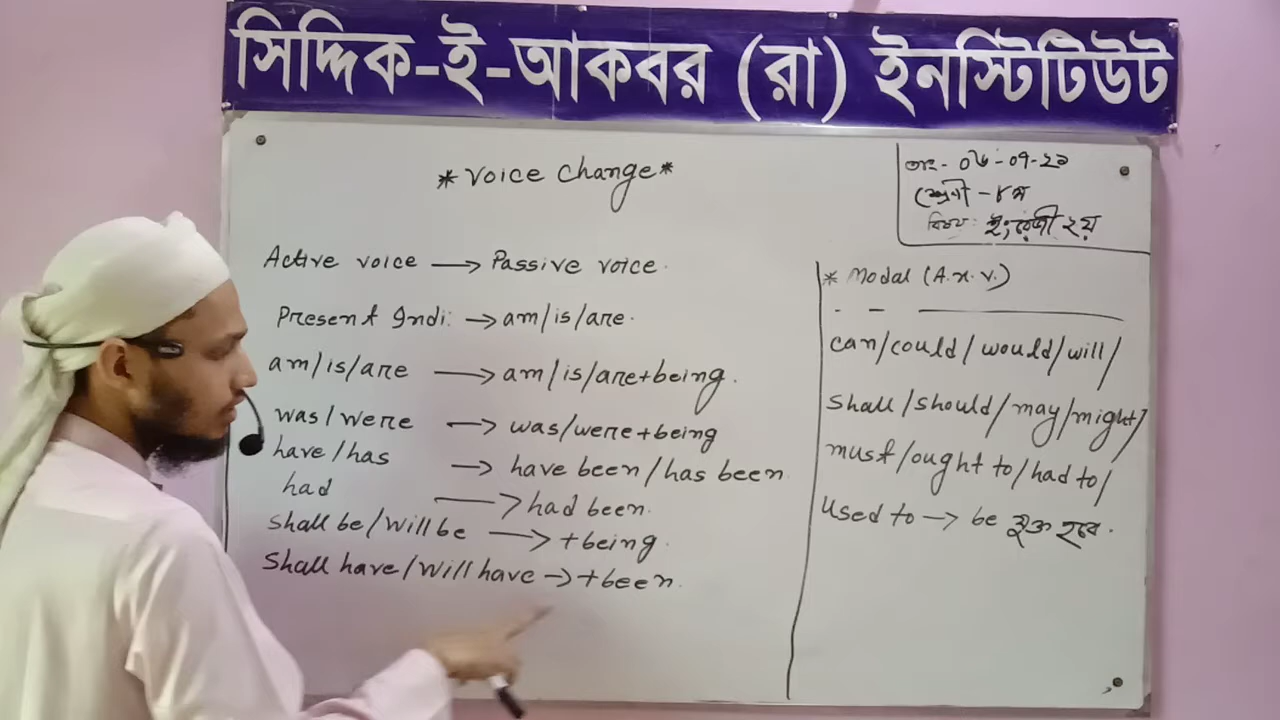 সিদ্দিক-ই-আকবর (রা) ইনস্টিটিউট
*Voice Change*
তাং- ০৬-০৭-২১
শ্রেণী - ৮ম
বিষয়: ইংরেজী ২য়
Active voice → Passive voice.
Present Indi: → am/is/are.
am/is/are → am/is/are+being.
was/were → was/were+being
have/has → have been/has been
had → had been.
Shall be/Will be → +being.
Shall have/Will have → +been.
* Modal (A.x.v.)
can/could/would/will/
Shall/should/may/might/
must/ought to/had to/
Used to → be যুক্ত হবে.